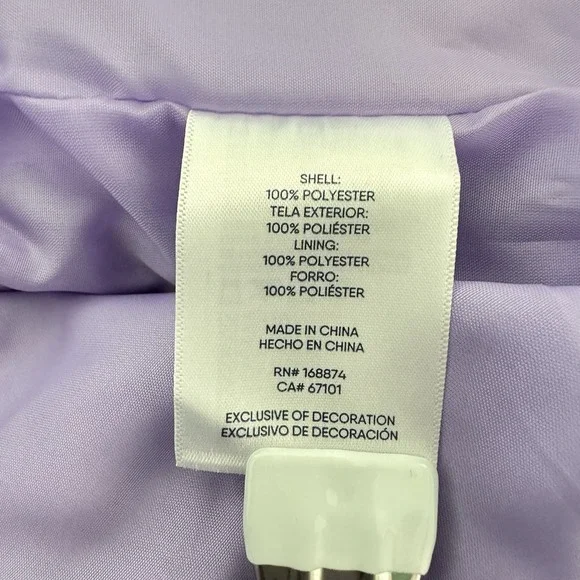 SHELL:
100% POLYESTER
TELA EXTERIOR:
100% POLIÉSTER
LINING:
100% POLYESTER
FORRO:
100% POLIÉSTER
MADE IN CHINA
HECHO EN CHINA
RN# 168874
CA# 67101
EXCLUSIVE OF DECORATION
EXCLUSIVO DE DECORACIÓN